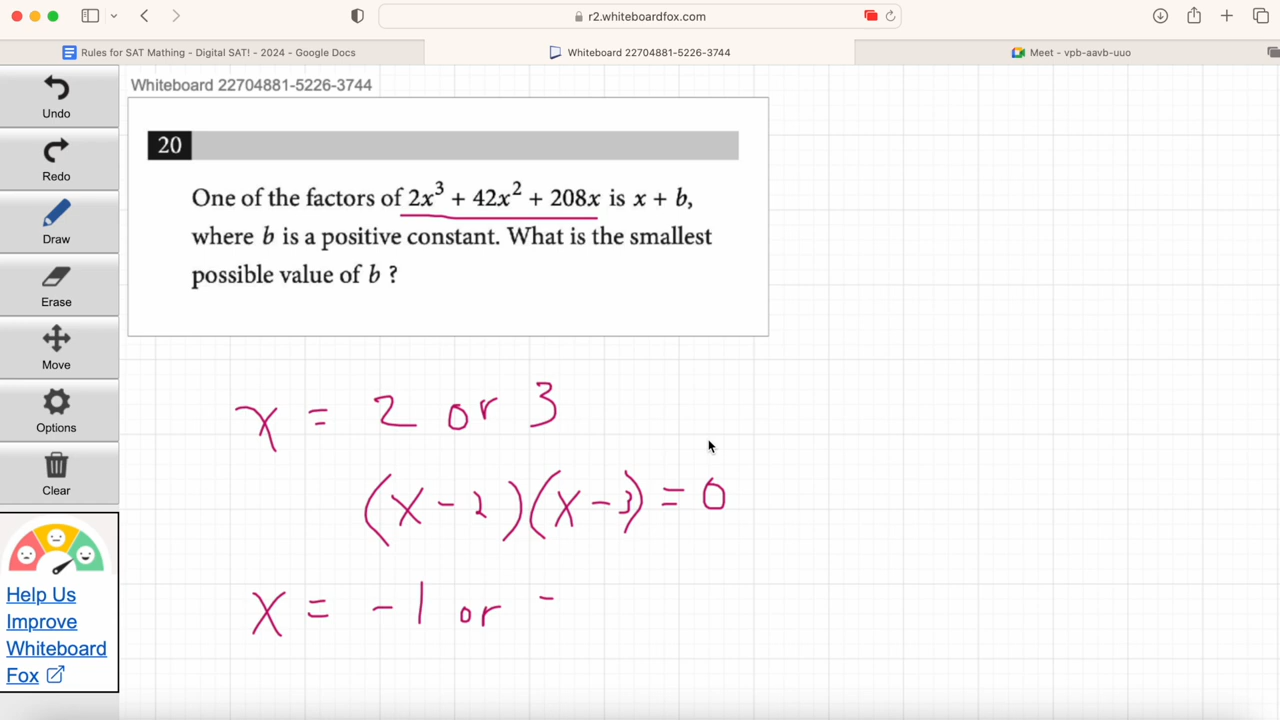 r2.whiteboardfox.com
Rules for SAT Mathing - Digital SAT! - 2024 - Google Docs
Whiteboard 22704881-5226-3744
Meet - vpb-aavb-uuo
Undo
Redo
Draw
Erase
Move
Options
Clear
Help Us
Improve
Whiteboard
Fox
Whiteboard 22704881-5226-3744
20
One of the factors of 2x³ + 42x² + 208x is x + b,
where b is a positive constant. What is the smallest
possible value of b ?
x = 2 or 3
(x - 2)(x - 3) = 0
x = -1 or -